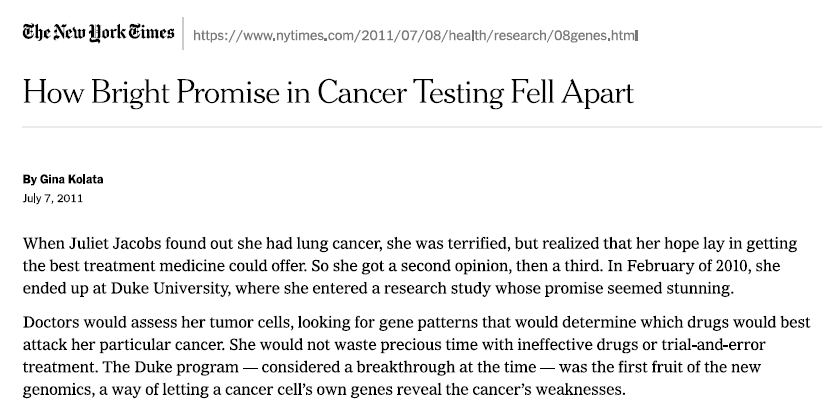 The New York Times
https://www.nytimes.com/2011/07/08/health/research/08genes.html
How Bright Promise in Cancer Testing Fell Apart
By Gina Kolata
July 7, 2011
When Juliet Jacobs found out she had lung cancer, she was terrified, but realized that her hope lay in getting
the best treatment medicine could offer. So she got a second opinion, then a third. In February of 2010, she
ended up at Duke University, where she entered a research study whose promise seemed stunning.
Doctors would assess her tumor cells, looking for gene patterns that would determine which drugs would best
attack her particular cancer. She would not waste precious time with ineffective drugs or trial-and-error
treatment. The Duke program — considered a breakthrough at the time — was the first fruit of the new
genomics, a way of letting a cancer cell’s own genes reveal the cancer’s weaknesses.